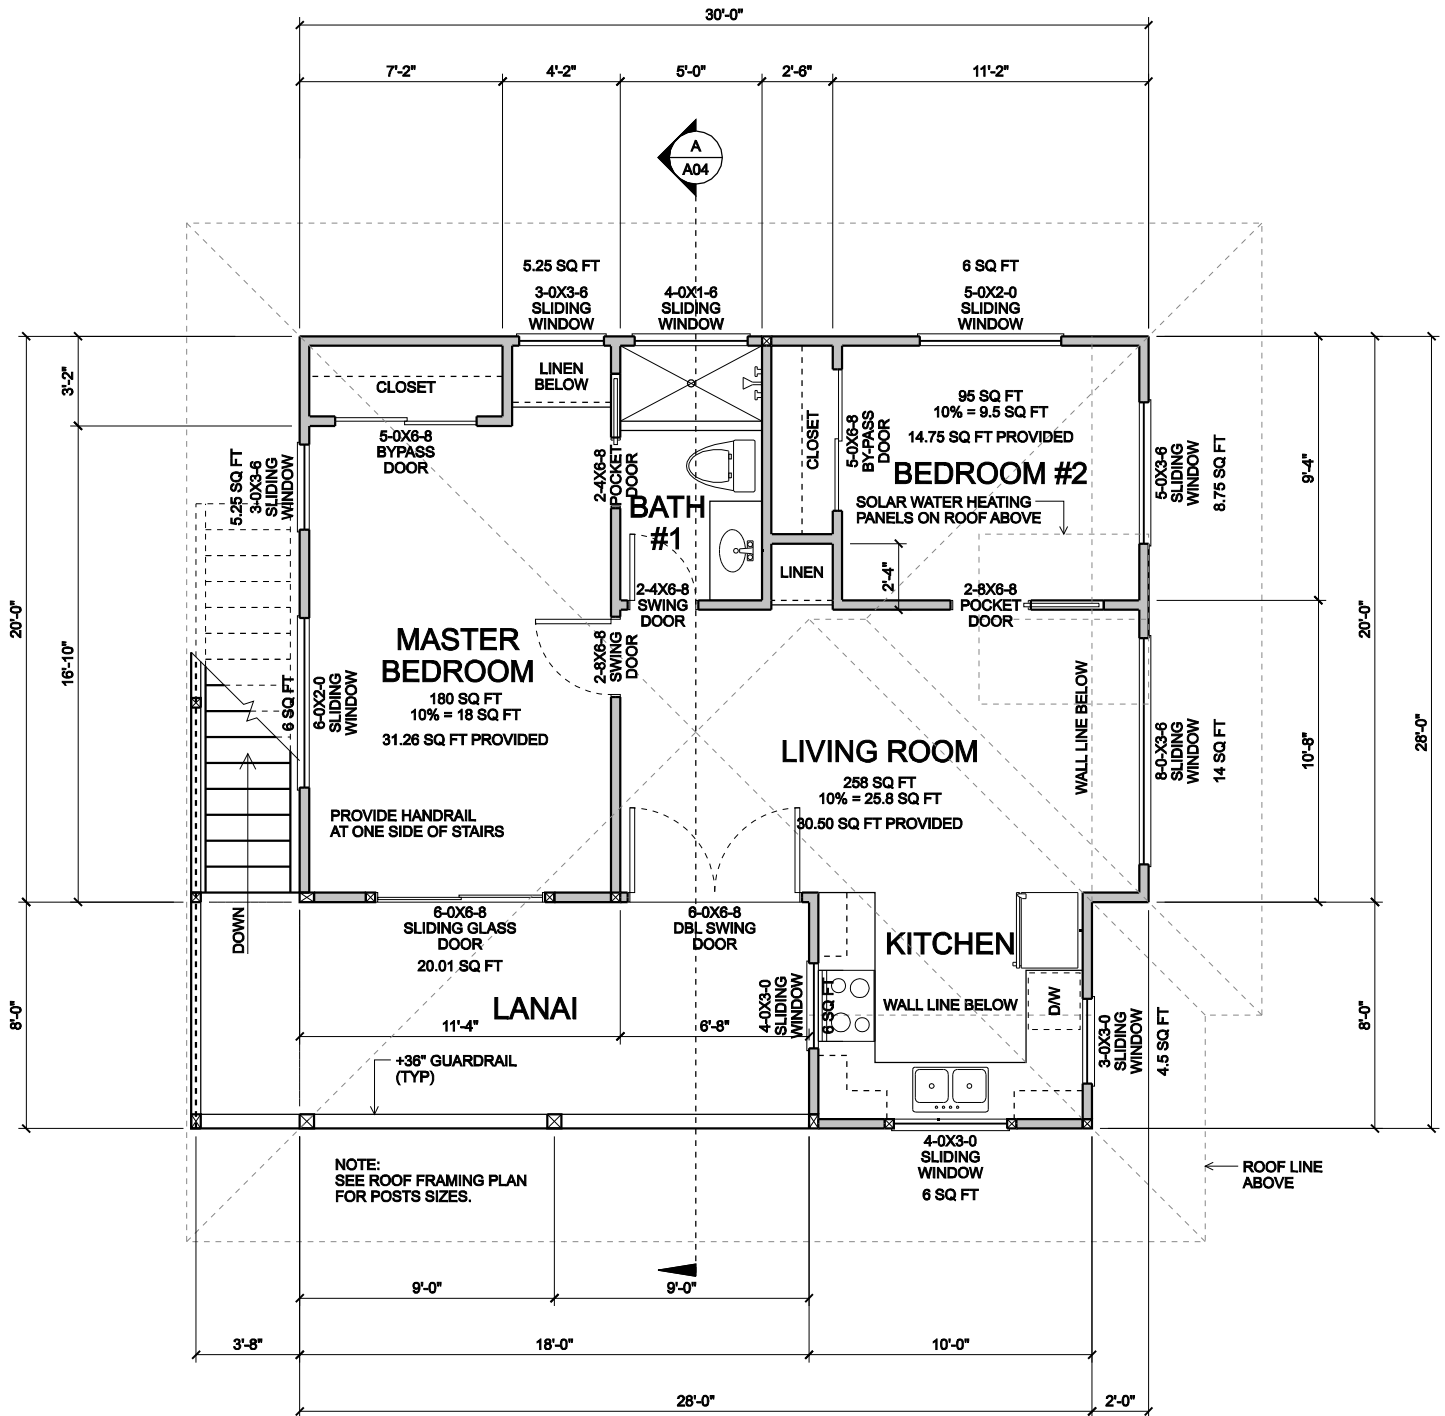 30'-0"
7'-2"
4'-2"
5'-0"
2'-6"
11'-2"
A
A04
5.25 SQ FT
3-0X3-6
SLIDING
WINDOW
4-0X1-6
SLIDING
WINDOW
6 SQ FT
5-0X2-0
SLIDING
WINDOW
3'-2"
16'-10"
20'-0"
8'-0"
CLOSET
LINEN
BELOW
5-0X6-8
BYPASS
DOOR
5.25 SQ FT
3-0X3-6
SLIDING
WINDOW
2-4X6-8
POCKET
DOOR
BATH
#1
CLOSET
5-0X6-8
BY-PASS
DOOR
95 SQ FT
10% = 9.5 SQ FT
14.75 SQ FT PROVIDED
BEDROOM #2
SOLAR WATER HEATING
PANELS ON ROOF ABOVE
5-0X3-6
SLIDING
WINDOW
8.75 SQ FT
9'-4"
LINEN
2'-4"
2-4X6-8
SWING
DOOR
2-8X6-8
POCKET
DOOR
2-8X6-8
SWING
DOOR
MASTER
BEDROOM
180 SQ FT
10% = 18 SQ FT
31.26 SQ FT PROVIDED
6 SQ FT
6-0X2-0
SLIDING
WINDOW
PROVIDE HANDRAIL
AT ONE SIDE OF STAIRS
LIVING ROOM
258 SQ FT
10% = 25.8 SQ FT
30.50 SQ FT PROVIDED
WALL LINE BELOW
8-0-X3-6
SLIDING
WINDOW
14 SQ FT
10'-8"
20'-0"
28'-0"
8'-0"
DOWN
6-0X6-8
SLIDING GLASS
DOOR
20.01 SQ FT
6-0X6-8
DBL SWING
DOOR
LANAI
11'-4"
6'-8"
4-0X3-0
SLIDING
WINDOW
6 SQ FT
KITCHEN
WALL LINE BELOW
D/W
3-0X3-0
SLIDING
WINDOW
4.5 SQ FT
+36" GUARDRAIL
(TYP)
4-0X3-0
SLIDING
WINDOW
6 SQ FT
NOTE:
SEE ROOF FRAMING PLAN
FOR POSTS SIZES.
ROOF LINE
ABOVE
9'-0"
9'-0"
3'-8"
18'-0"
10'-0"
28'-0"
2'-0"